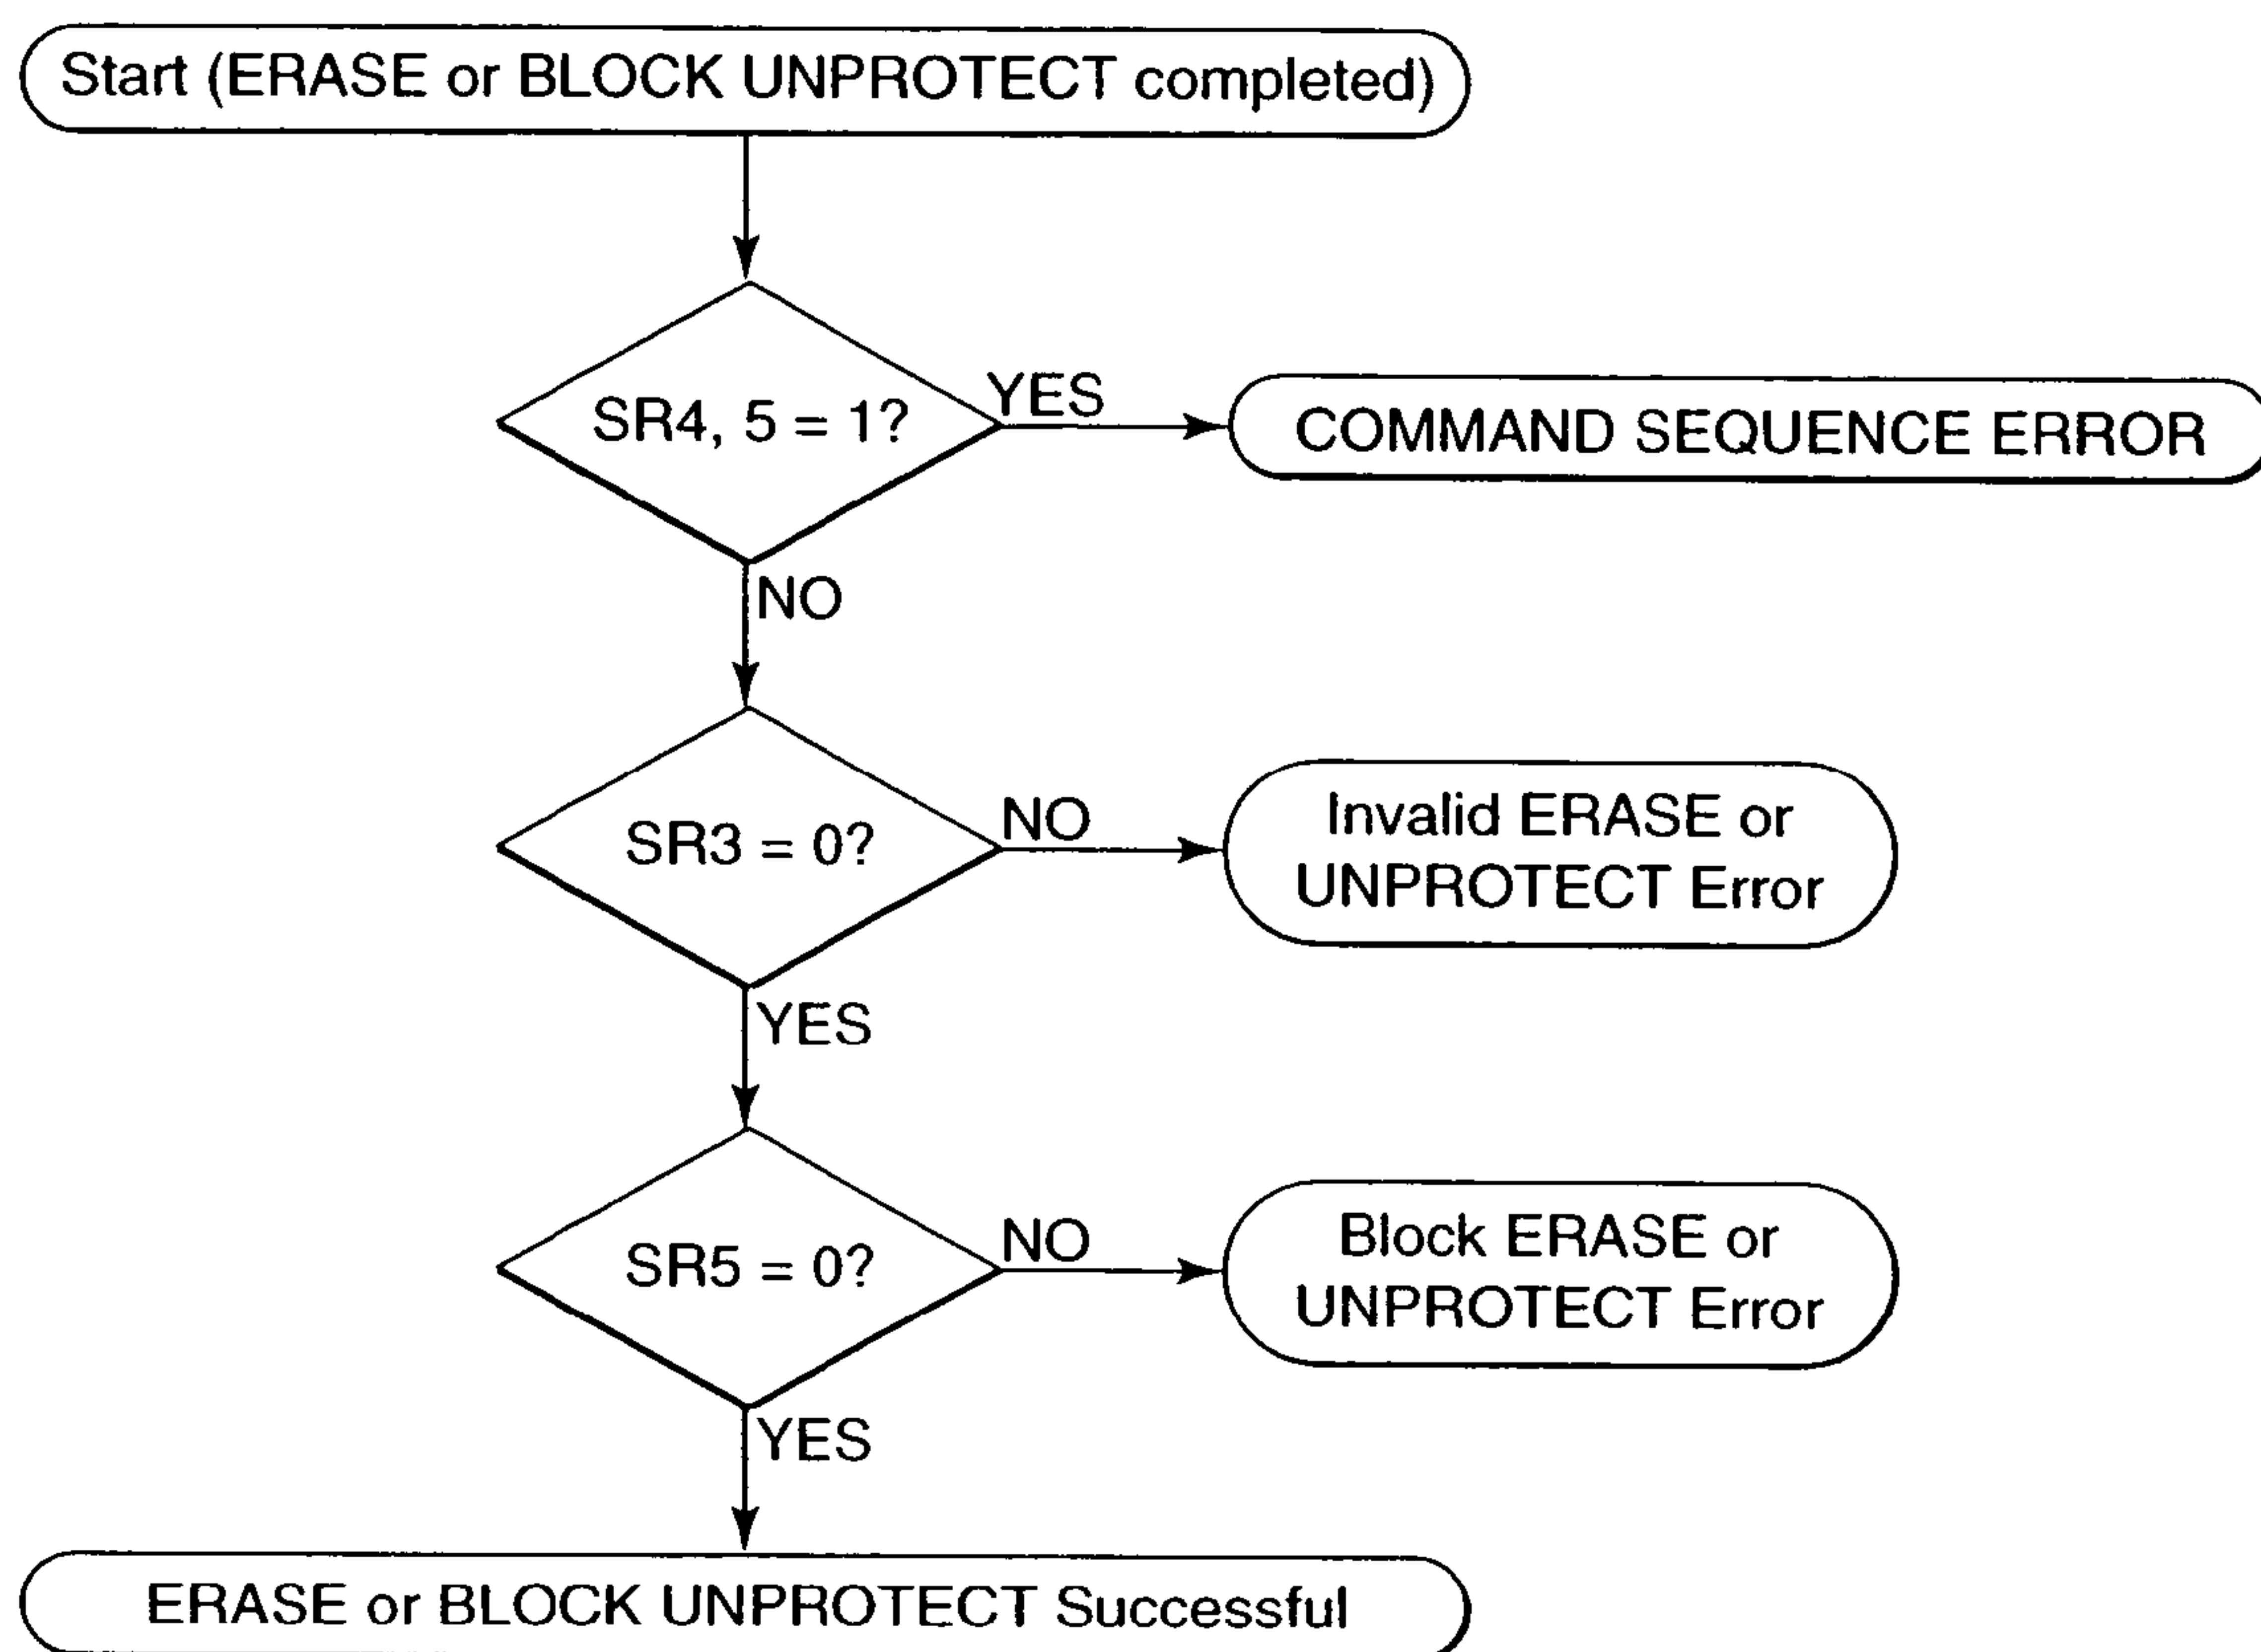 Start (ERASE or BLOCK UNPROTECT completed)
SR4, 5 = 1?
YES
COMMAND SEQUENCE ERROR
NO
SR3 = 0?
NO
Invalid ERASE or
UNPROTECT Error
YES
SR5 = 0?
NO
Block ERASE or
UNPROTECT Error
YES
ERASE or BLOCK UNPROTECT Successful